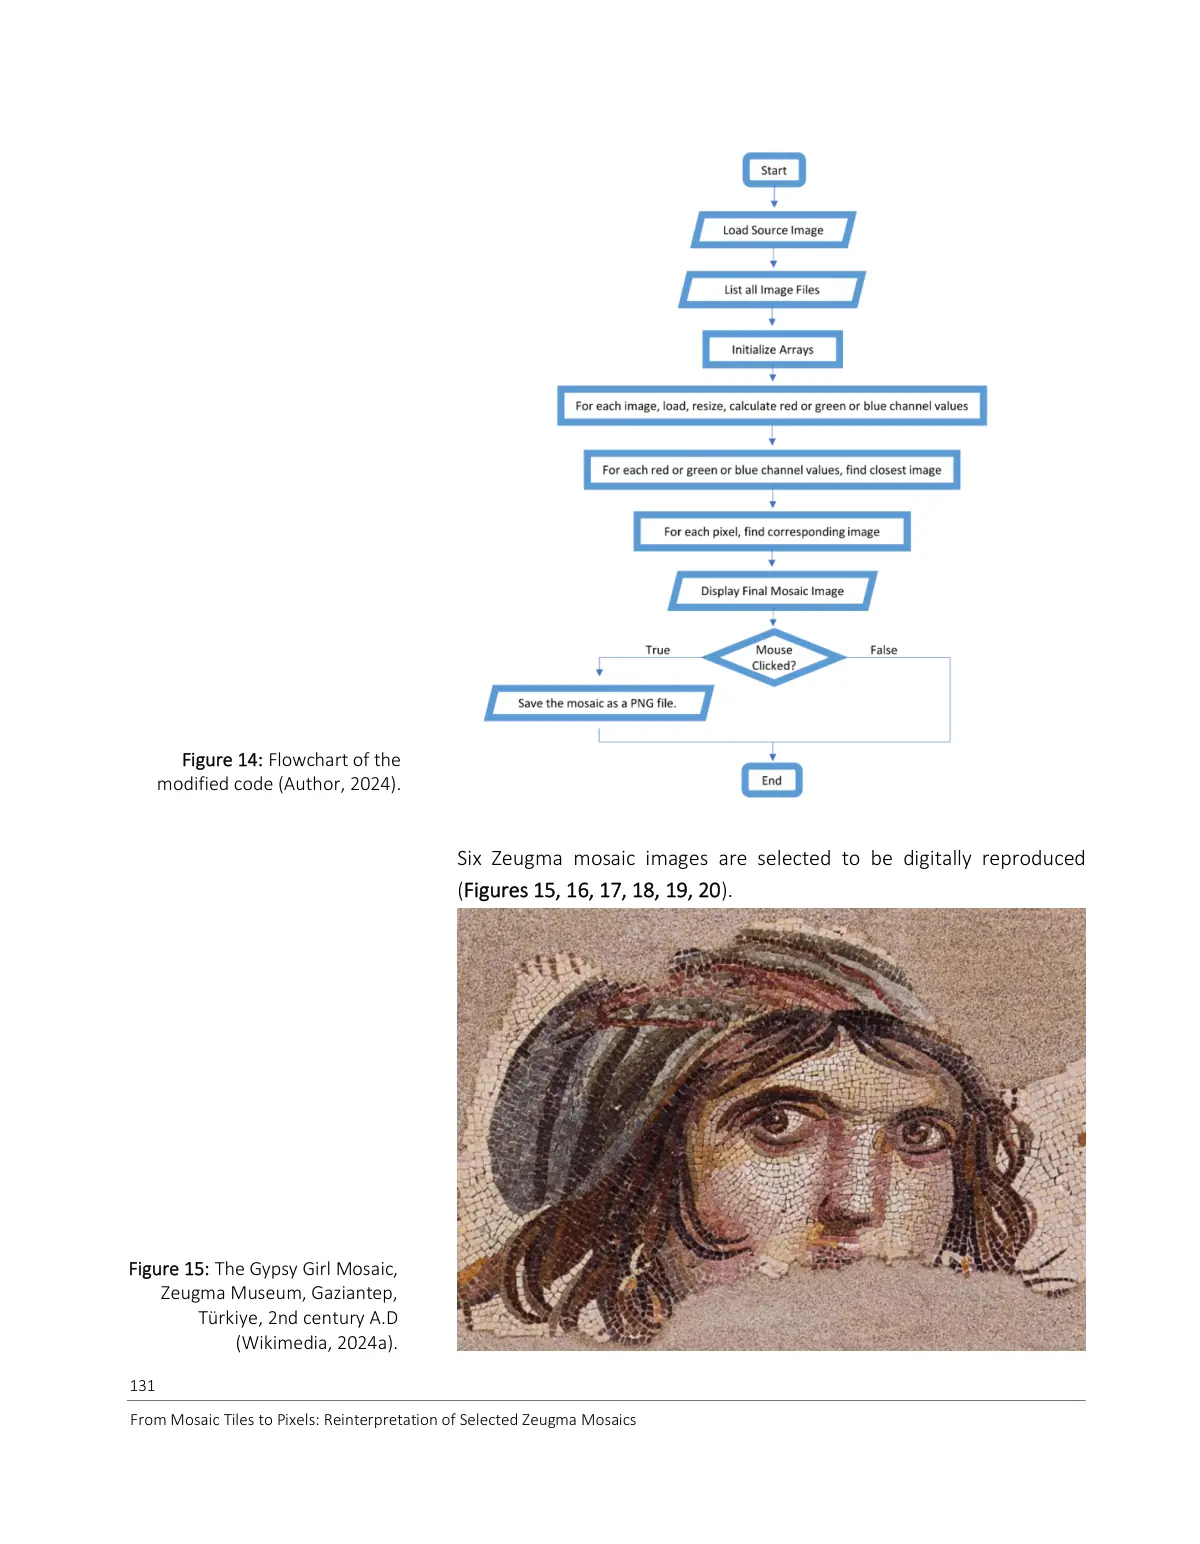 Start
Load Source Image
List all Image Files
Initialize Arrays
For each image, load, resize, calculate red or green or blue channel values
For each red or green or blue channel values, find closest image
For each pixel, find corresponding image
Display Final Mosaic Image
True
Mouse
Clicked?
False
Save the mosaic as a PNG file.
End
Figure 14: Flowchart of the
modified code (Author, 2024).
Six Zeugma mosaic images are selected to be digitally reproduced
(Figures 15, 16, 17, 18, 19, 20).
Figure 15: The Gypsy Girl Mosaic,
Zeugma Museum, Gaziantep,
Türkiye, 2nd century A.D
(Wikimedia, 2024a).
131
From Mosaic Tiles to Pixels: Reinterpretation of Selected Zeugma Mosaics